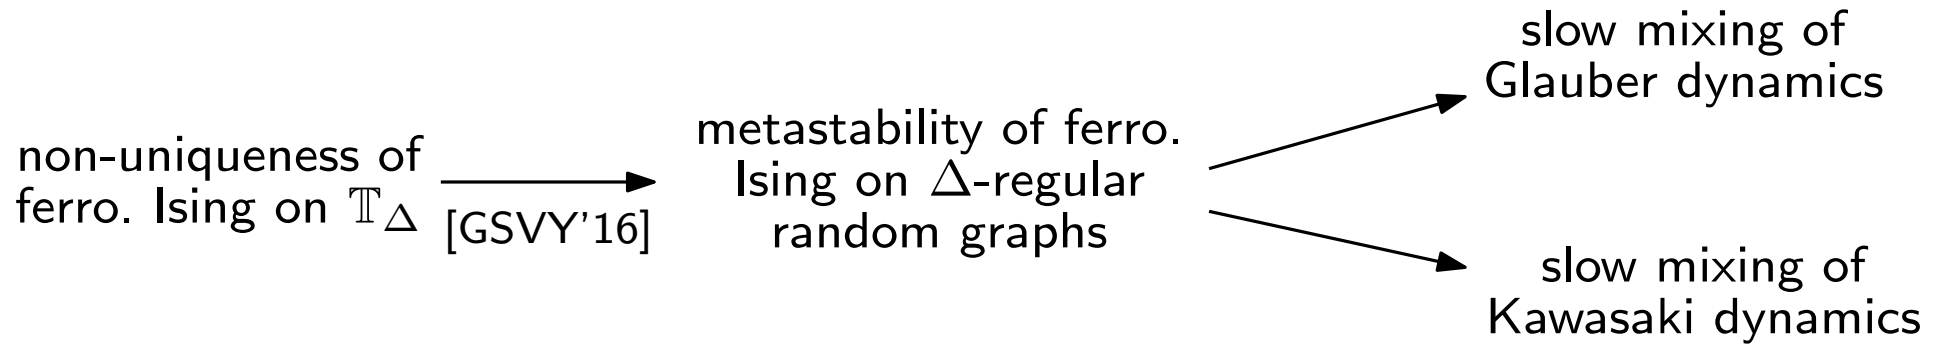 non-uniqueness of
ferro. Ising on 𝕋_Δ
[GSVY'16]
metastability of ferro.
Ising on Δ-regular
random graphs
slow mixing of
Glauber dynamics
slow mixing of
Kawasaki dynamics